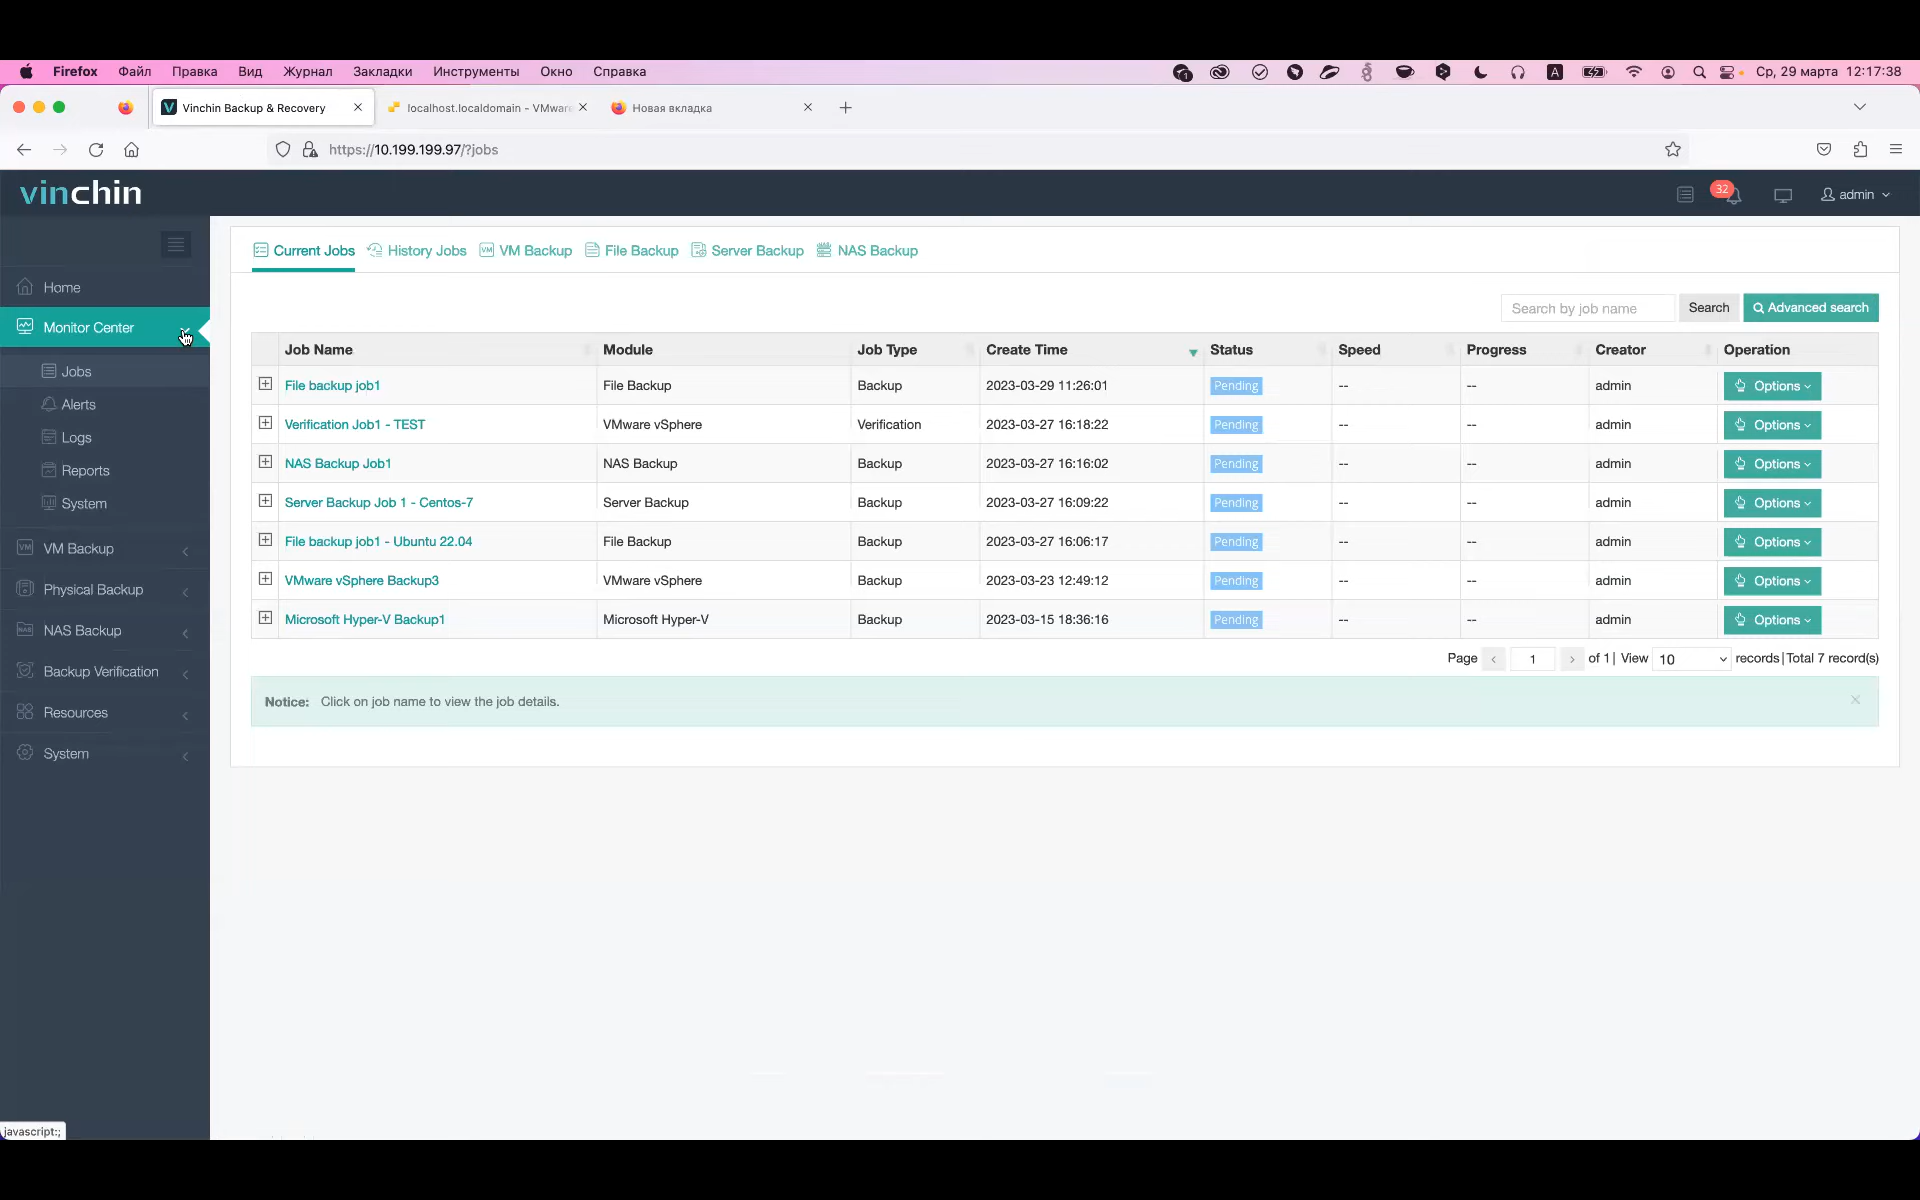 Firefox Файл Правка Вид Журнал Закладки Инструменты Окно Справка
A Ср, 29 марта 12:17:38
Vinchin Backup & Recovery localhost.localdomain - VMware Новая вкладка
https://10.199.199.97/?jobs
vinchin 32 admin
Home
Monitor Center
Jobs
Alerts
Logs
Reports
System
VM Backup
Physical Backup
NAS Backup
Backup Verification
Resources
System
Current Jobs History Jobs VM Backup File Backup Server Backup NAS Backup
Search by job name Search Advanced search
Job Name Module Job Type Create Time Status Speed Progress Creator Operation
File backup job1 File Backup Backup 2023-03-29 11:26:01 Pending -- -- admin Options
Verification Job1 - TEST VMware vSphere Verification 2023-03-27 16:18:22 Pending -- -- admin Options
NAS Backup Job1 NAS Backup Backup 2023-03-27 16:16:02 Pending -- -- admin Options
Server Backup Job 1 - Centos-7 Server Backup Backup 2023-03-27 16:09:22 Pending -- -- admin Options
File backup job1 - Ubuntu 22.04 File Backup Backup 2023-03-27 16:06:17 Pending -- -- admin Options
VMware vSphere Backup3 VMware vSphere Backup 2023-03-23 12:49:12 Pending -- -- admin Options
Microsoft Hyper-V Backup1 Microsoft Hyper-V Backup 2023-03-15 18:36:16 Pending -- -- admin Options
Page 1 of 1 | View 10 records | Total 7 record(s)
Notice: Click on job name to view the job details.
javascript:;